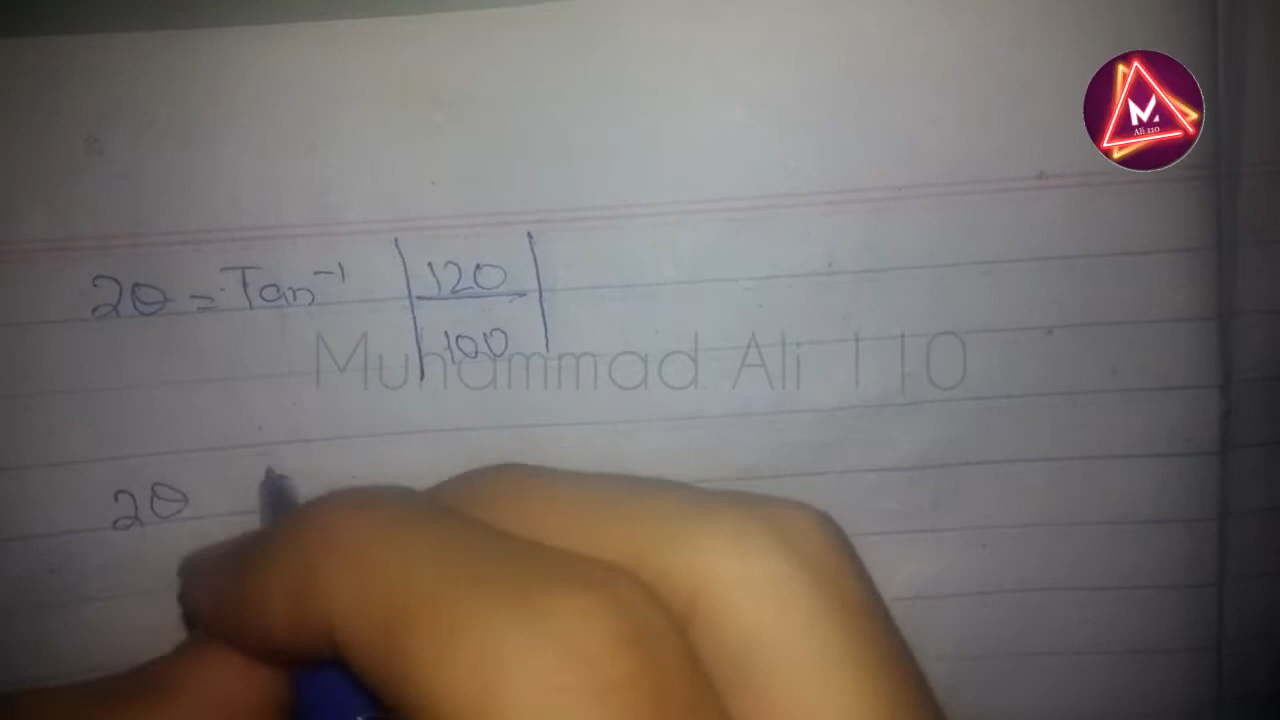 M.
Ali 110
2θ = Tan⁻¹ |120/100|
Muhammad Ali 110
2θ